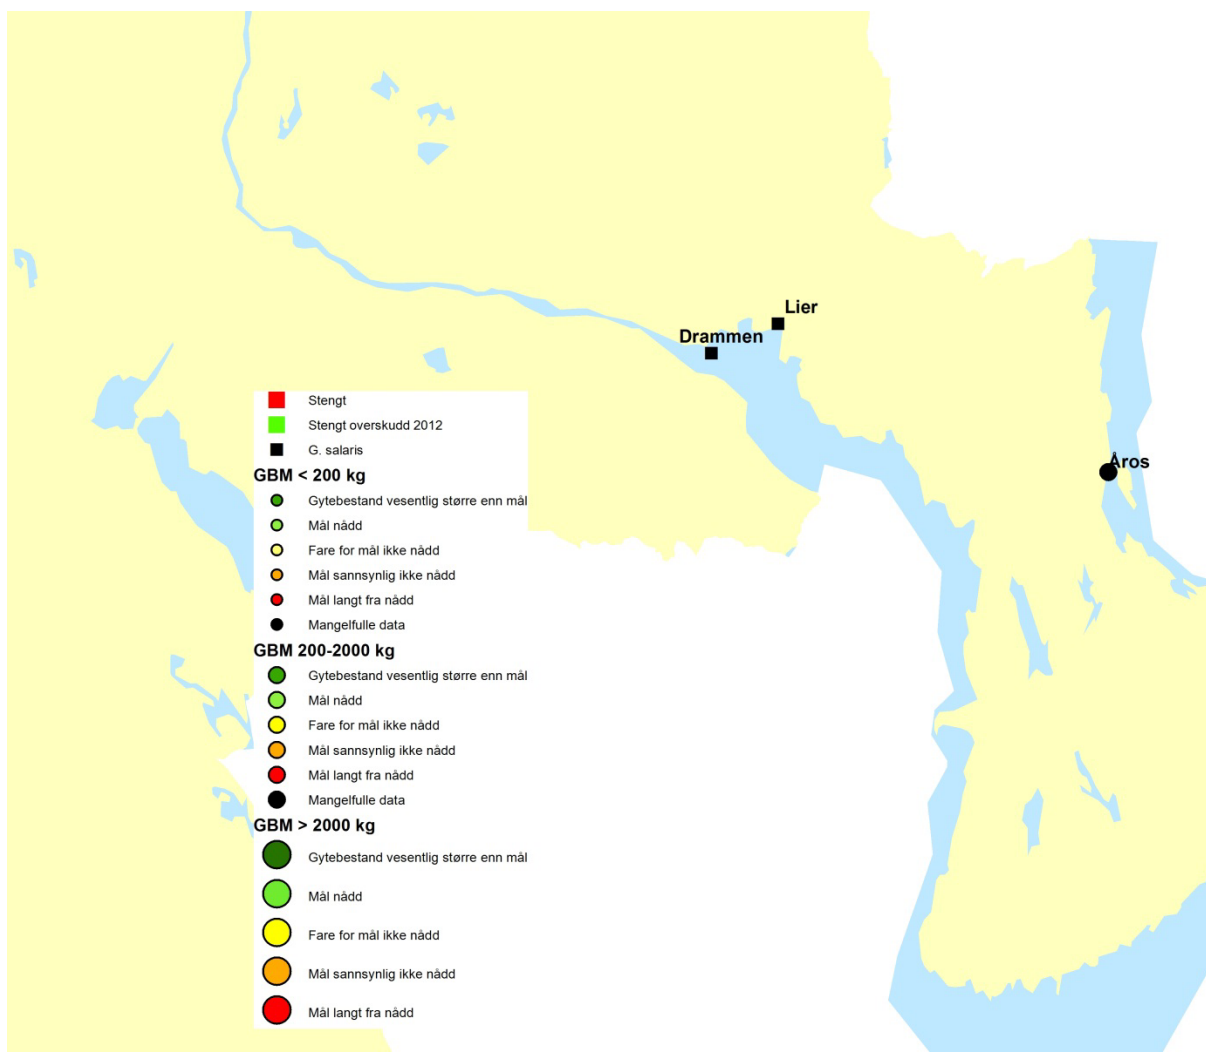 Lier
Drammen
Åros
Stengt
Stengt overskudd 2012
G. salaris
GBM < 200 kg
Gytebestand vesentlig større enn mål
Mål nådd
Fare for mål ikke nådd
Mål sannsynlig ikke nådd
Mål langt fra nådd
Mangelfulle data
GBM 200-2000 kg
Gytebestand vesentlig større enn mål
Mål nådd
Fare for mål ikke nådd
Mål sannsynlig ikke nådd
Mål langt fra nådd
Mangelfulle data
GBM > 2000 kg
Gytebestand vesentlig større enn mål
Mål nådd
Fare for mål ikke nådd
Mål sannsynlig ikke nådd
Mål langt fra nådd